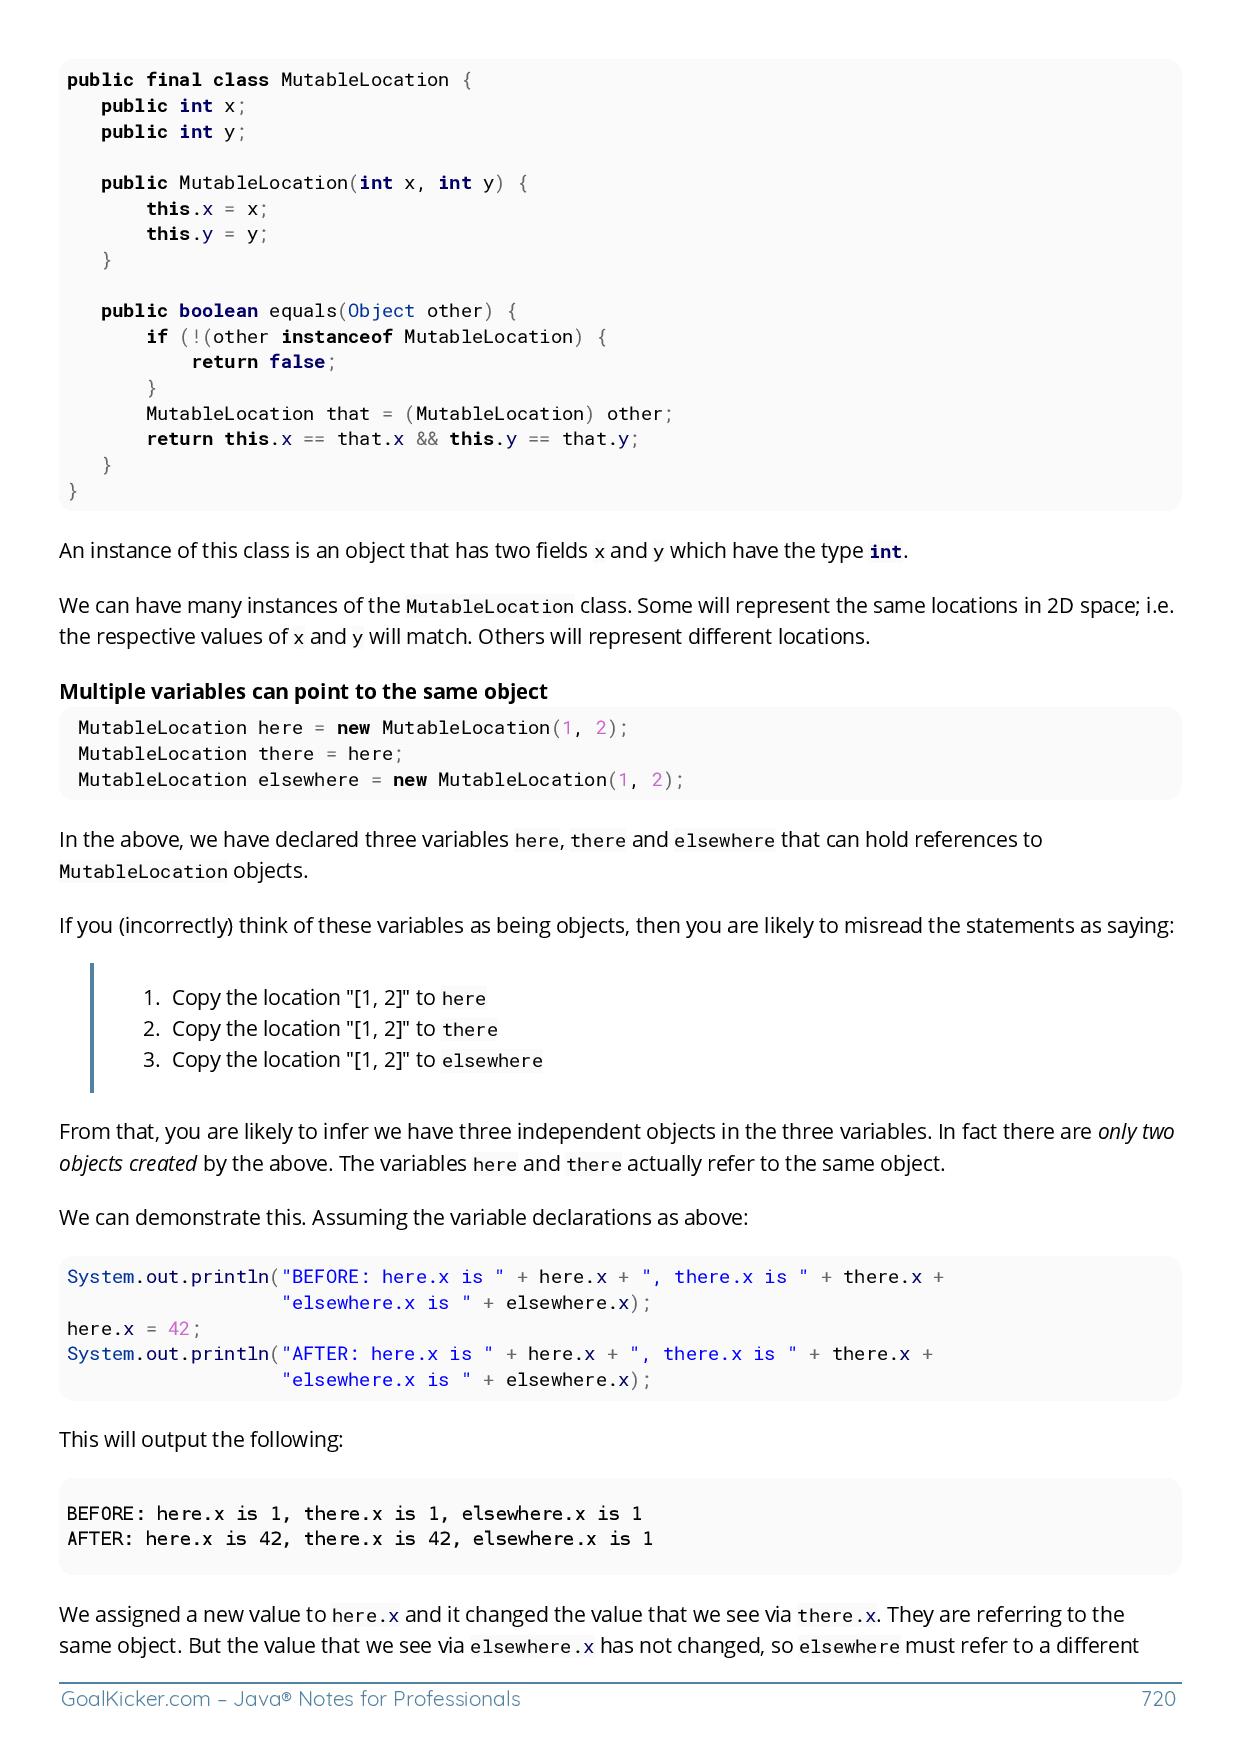 public final class MutableLocation {
   public int x;
   public int y;

   public MutableLocation(int x, int y) {
       this.x = x;
       this.y = y;
   }

   public boolean equals(Object other) {
       if (!(other instanceof MutableLocation) {
           return false;
       }
       MutableLocation that = (MutableLocation) other;
       return this.x == that.x && this.y == that.y;
   }
}
An instance of this class is an object that has two fields x and y which have the type int.
We can have many instances of the MutableLocation class. Some will represent the same locations in 2D space; i.e.
the respective values of x and y will match. Others will represent different locations.
Multiple variables can point to the same object
 MutableLocation here = new MutableLocation(1, 2);
 MutableLocation there = here;
 MutableLocation elsewhere = new MutableLocation(1, 2);
In the above, we have declared three variables here, there and elsewhere that can hold references to
MutableLocation objects.
If you (incorrectly) think of these variables as being objects, then you are likely to misread the statements as saying:
1. Copy the location "[1, 2]" to here
2. Copy the location "[1, 2]" to there
3. Copy the location "[1, 2]" to elsewhere
From that, you are likely to infer we have three independent objects in the three variables. In fact there are only two
objects created by the above. The variables here and there actually refer to the same object.
We can demonstrate this. Assuming the variable declarations as above:
System.out.println("BEFORE: here.x is " + here.x + ", there.x is " + there.x +
                   "elsewhere.x is " + elsewhere.x);
here.x = 42;
System.out.println("AFTER: here.x is " + here.x + ", there.x is " + there.x +
                   "elsewhere.x is " + elsewhere.x);
This will output the following:
BEFORE: here.x is 1, there.x is 1, elsewhere.x is 1
AFTER: here.x is 42, there.x is 42, elsewhere.x is 1
We assigned a new value to here.x and it changed the value that we see via there.x. They are referring to the
same object. But the value that we see via elsewhere.x has not changed, so elsewhere must refer to a different
GoalKicker.com – Java® Notes for Professionals 720